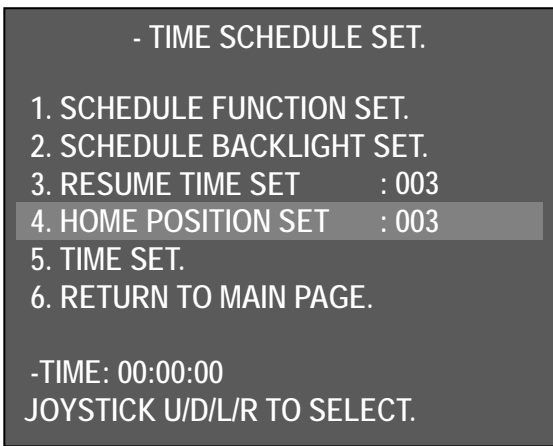 - TIME SCHEDULE SET.
1. SCHEDULE FUNCTION SET.
2. SCHEDULE BACKLIGHT SET.
3. RESUME TIME SET : 003
4. HOME POSITION SET : 003
5. TIME SET.
6. RETURN TO MAIN PAGE.
-TIME: 00:00:00
JOYSTICK U/D/L/R TO SELECT.